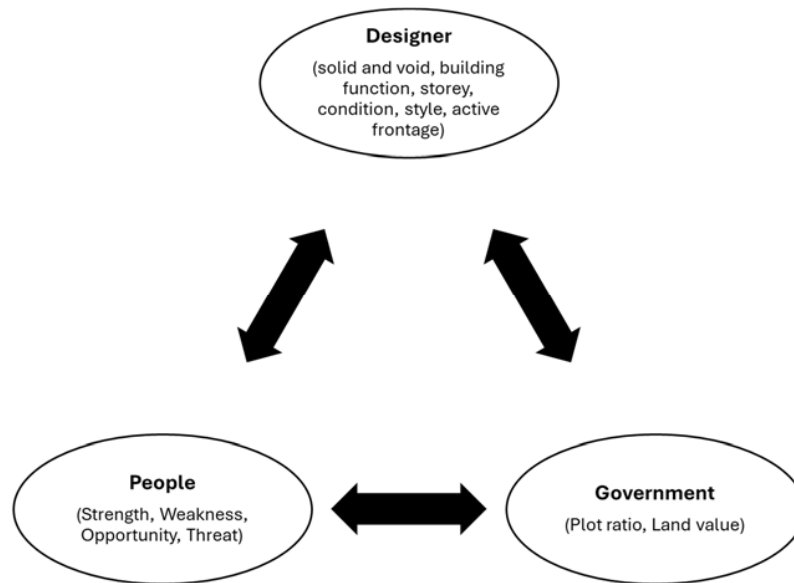 Designer
(solid and void, building
function, storey,
condition, style, active
frontage)
People
(Strength, Weakness,
Opportunity, Threat)
Government
(Plot ratio, Land value)